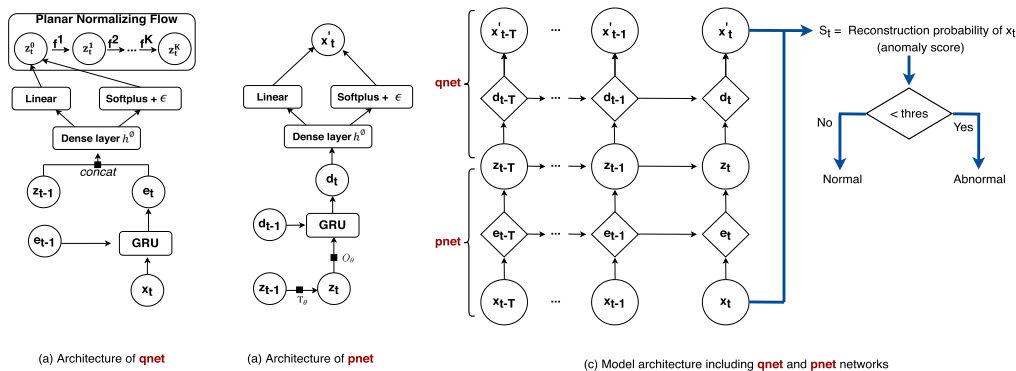 Planar Normalizing Flow
z_t^0 f^1 z_t^1 f^2 ... f^K z_t^K
Linear
Softplus + ϵ
Dense layer h^∅
concat
z_{t-1}
e_t
e_{t-1}
GRU
x_t
(a) Architecture of qnet
x'_t
Linear
Softplus + ϵ
Dense layer h^∅
d_t
d_{t-1}
GRU
O_θ
z_{t-1}
T_θ
z_t
(a) Architecture of pnet
qnet
pnet
x'_{t-T} ... x'_{t-1} x'_t
d_{t-T} ... d_{t-1} d_t
z_{t-T} ... z_{t-1} z_t
e_{t-T} ... e_{t-1} e_t
x_{t-T} ... x_{t-1} x_t
S_t = Reconstruction probability of x_t
(anomaly score)
< thres
No
Yes
Normal
Abnormal
(c) Model architecture including qnet and pnet networks